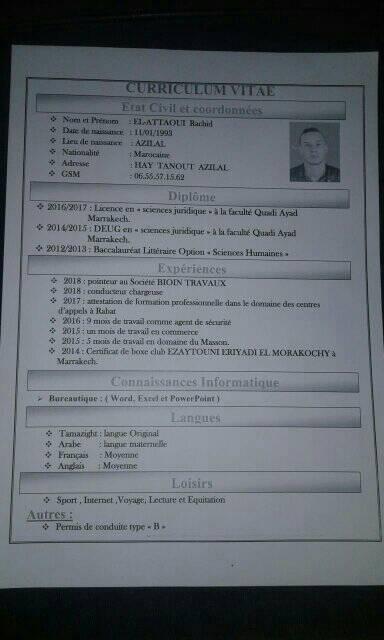 CURRICULUM VITAE
Etat Civil et coordonnées
Nom et Prénom : EL-ATTAOUI Rachid
Date de naissance : 11/01/1993
Lieu de naissance : AZILAL
Nationalité : Marocaine
Adresse : HAY TANOUT AZILAL
GSM : 06.55.57.15.62
Diplôme
2016/2017 : Licence en « sciences juridique » à la faculté Quadi Ayad
Marrakech.
2014/2015 : DEUG en « sciences juridique » à la faculté Quadi Ayad
Marrakech.
2012/2013 : Baccalauréat Littéraire Option « Sciences Humaines »
Expériences
2018 : pointeur au Société BIOIN TRAVAUX
2018 : conducteur chargeuse
2017 : attestation de formation professionnelle dans le domaine des centres
d'appels à Rabat
2016 : 9 mois de travail comme agent de sécurité
2015 : un mois de travail en commerce
2015 : 5 mois de travail en domaine du Masson.
2014 : Certificat de boxe club EZAYTOUNI ERIYADI EL MORAKOCHY à
Marrakech.
Connaissances Informatique
Bureautique : ( Word, Excel et PowerPoint )
Langues
Tamazight : langue Original
Arabe : langue maternelle
Français : Moyenne
Anglais : Moyenne
Loisirs
Sport , Internet ,Voyage, Lecture et Equitation
Autres :
Permis de conduite type « B »